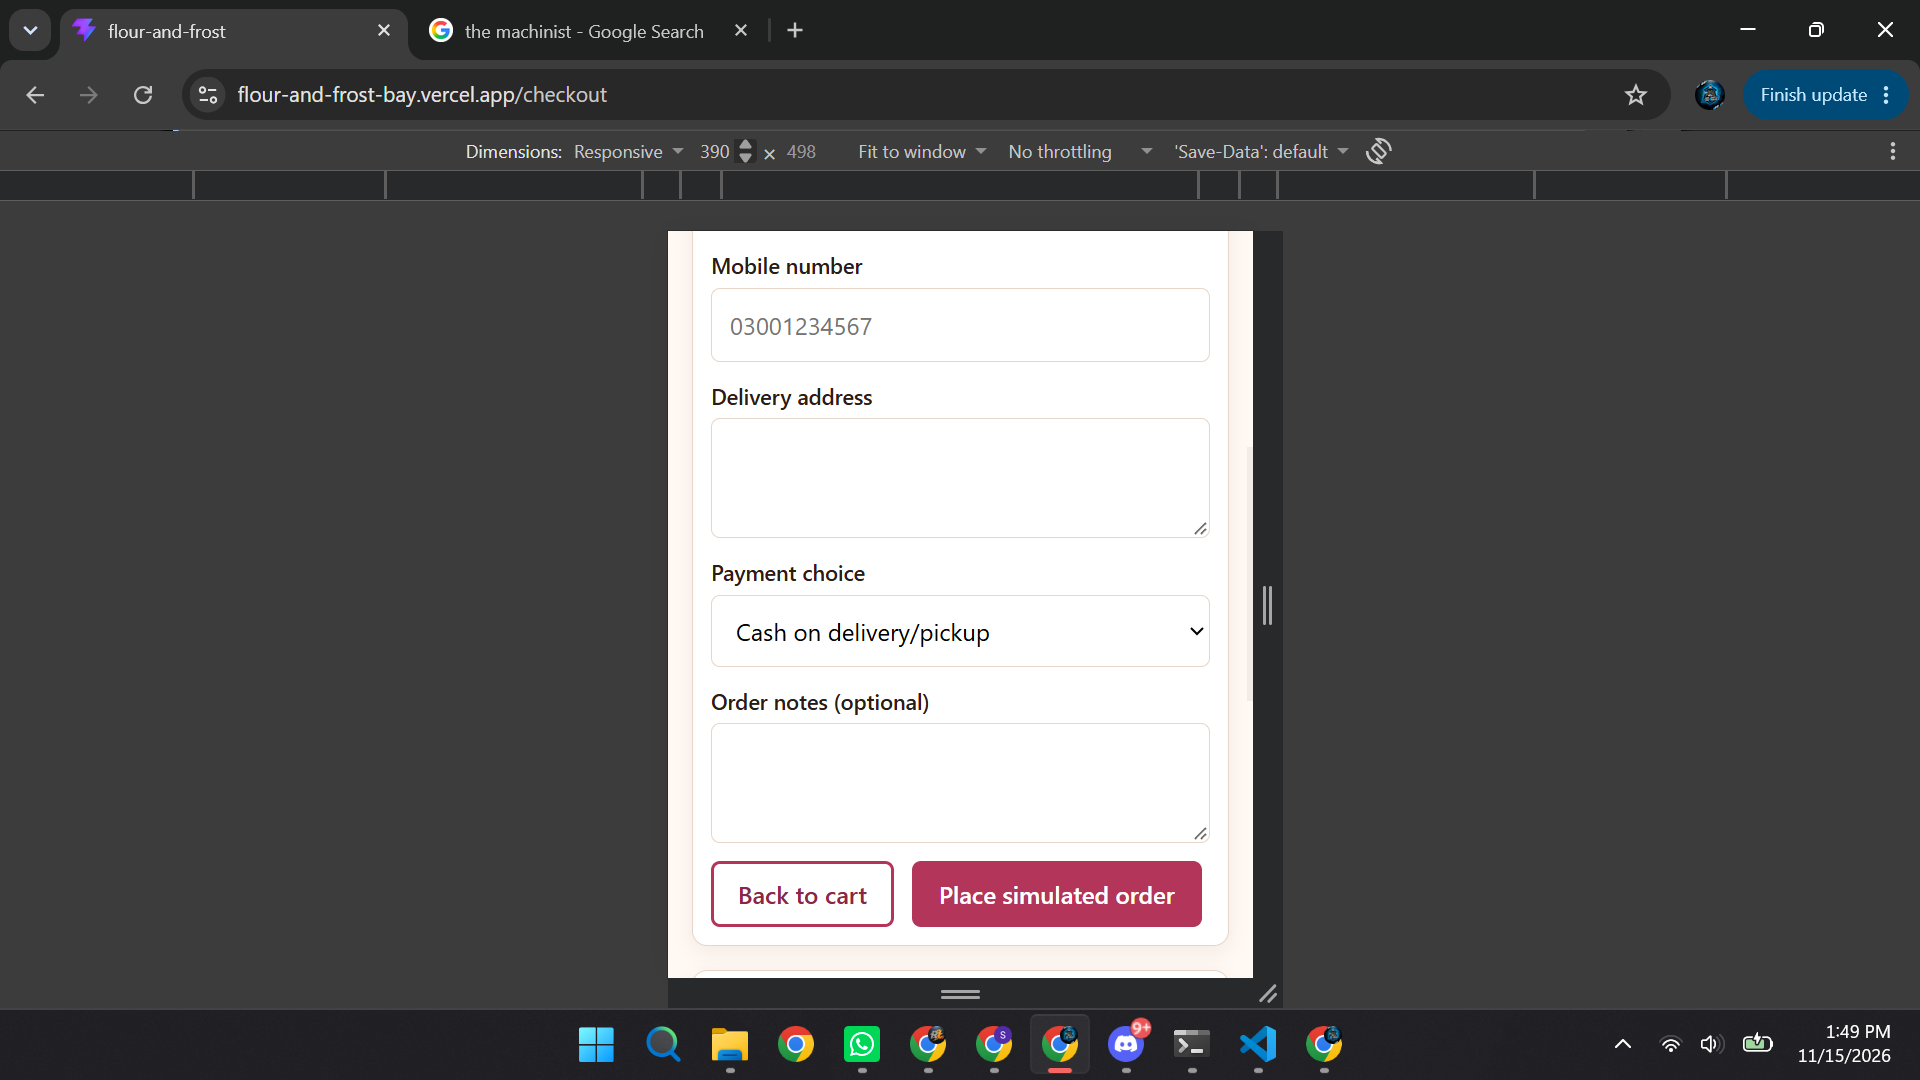 flour-and-frost
the machinist - Google Search
flour-and-frost-bay.vercel.app/checkout
Finish update
Dimensions: Responsive 390 × 498 Fit to window No throttling 'Save-Data': default
Mobile number
03001234567
Delivery address
Payment choice
Cash on delivery/pickup
Order notes (optional)
Back to cart Place simulated order
S
9+
1:49 PM
11/15/2026